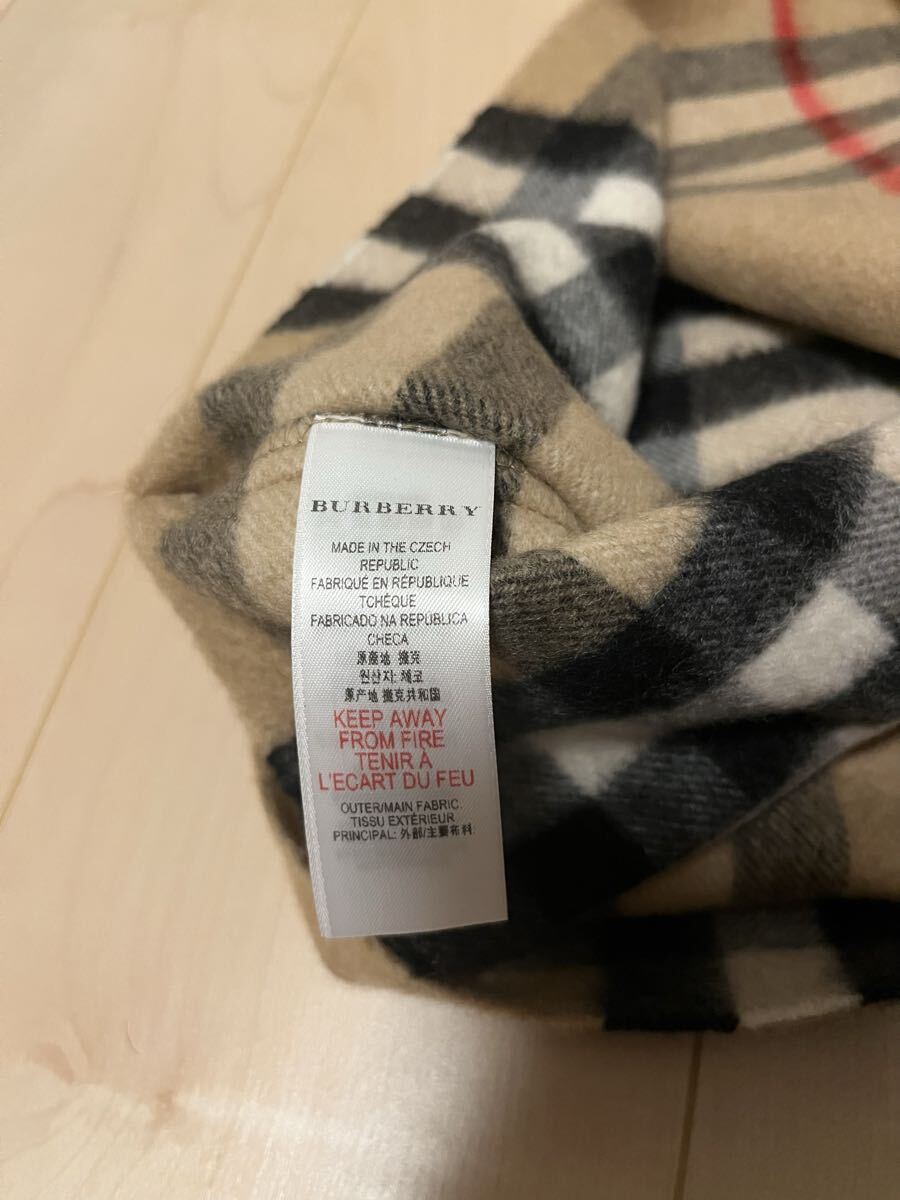 BURBERRY
MADE IN THE CZECH
REPUBLIC
FABRIQUÉ EN RÉPUBLIQUE
TCHÈQUE
FABRICADO NA REPÚBLICA
CHECA
原產地 捷克
원산지: 체코
原产地 捷克共和国
KEEP AWAY
FROM FIRE
TENIR À
L'ECART DU FEU
OUTER/MAIN FABRIC.
TISSU EXTÉRIEUR
PRINCIPAL: 外部/主要布料